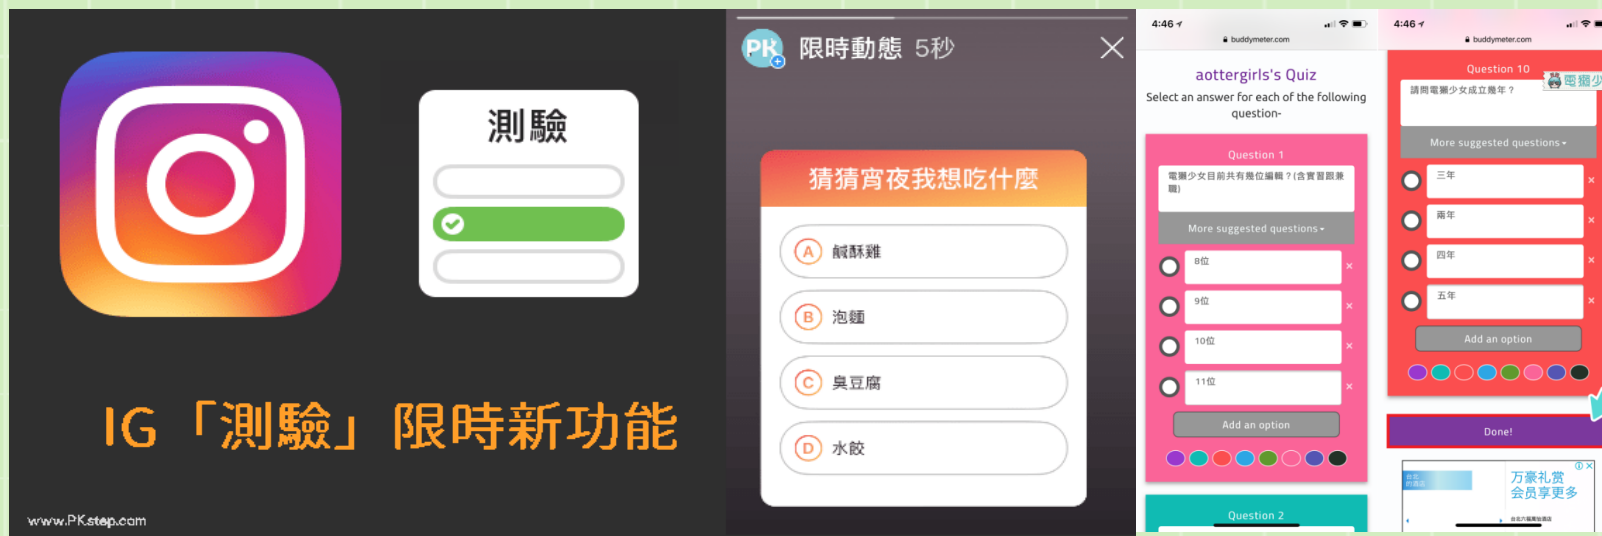 測驗
IG「測驗」限時新功能
www.PKstep.com
PK 限時動態 5秒
猜猜宵夜我想吃什麼
A 鹹酥雞
B 泡麵
C 臭豆腐
D 水餃
4:46
buddymeter.com
aottergirls's Quiz
Select an answer for each of the following
question-
Question 1
電獺少女目前共有幾位編輯？(含實習跟兼
職)
More suggested questions
8位
×
9位
×
10位
×
11位
×
Add an option
Question 2
4:46
buddymeter.com
Question 10
電獺少
請問電獺少女成立幾年？
More suggested questions
三年
×
兩年
×
四年
×
五年
×
Add an option
Done!
万豪礼赏
会员享更多